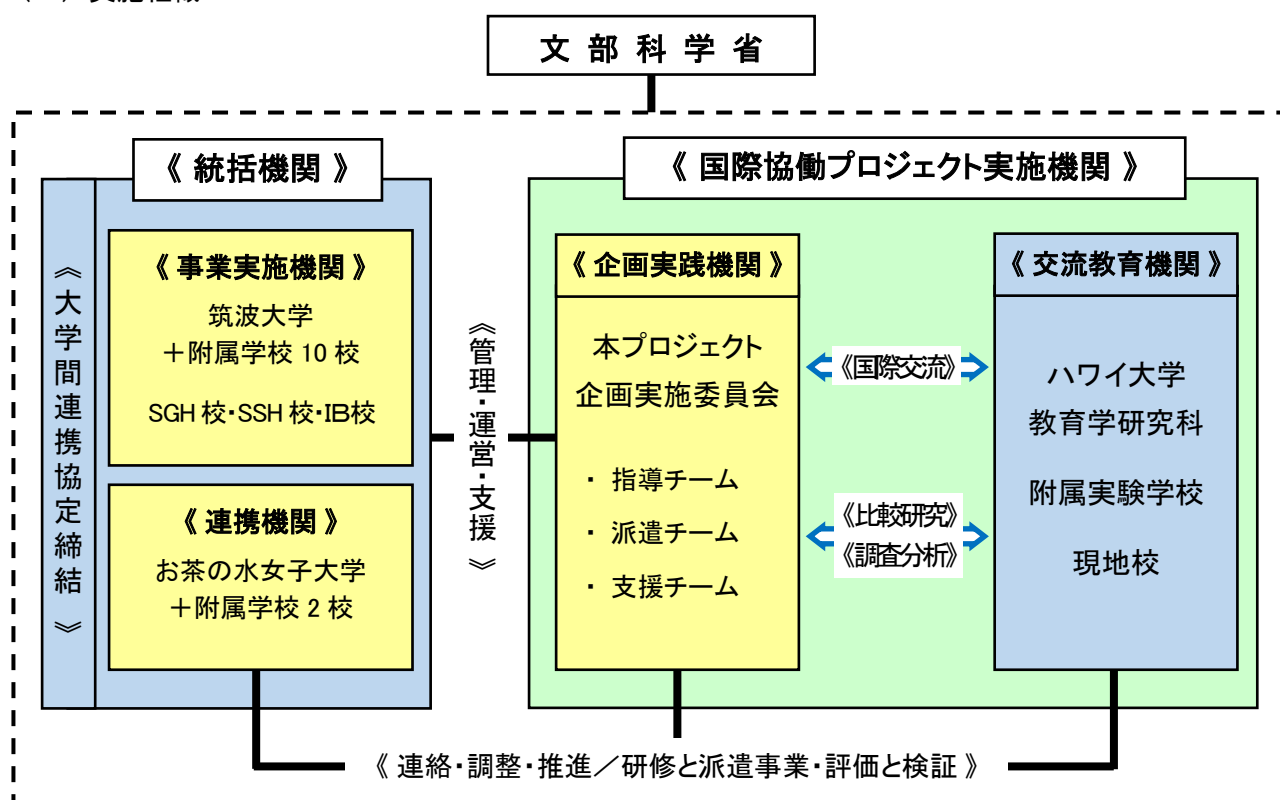 文部科学省
《 統括機関 》
《 国際協働プロジェクト実施機関 》
《大学間連携協定締結》
《 事業実施機関 》
筑波大学
＋附属学校 10 校
SGH 校・SSH 校・IB校
《 連携機関 》
お茶の水女子大学
＋附属学校 2 校
《管理・運営・支援》
《 企画実践機関 》
本プロジェクト
企画実施委員会
・ 指導チーム
・ 派遣チーム
・ 支援チーム
《国際交流》
《比較研究》
《調査分析》
《 交流教育機関 》
ハワイ大学
教育学研究科
附属実験学校
現地校
《 連絡・調整・推進／研修と派遣事業・評価と検証 》